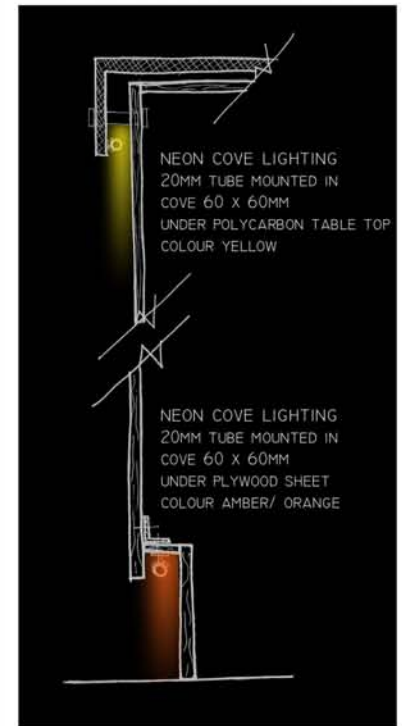 NEON COVE LIGHTING
20MM TUBE MOUNTED IN
COVE 60 X 60MM
UNDER POLYCARBON TABLE TOP
COLOUR YELLOW
NEON COVE LIGHTING
20MM TUBE MOUNTED IN
COVE 60 X 60MM
UNDER PLYWOOD SHEET
COLOUR AMBER/ ORANGE